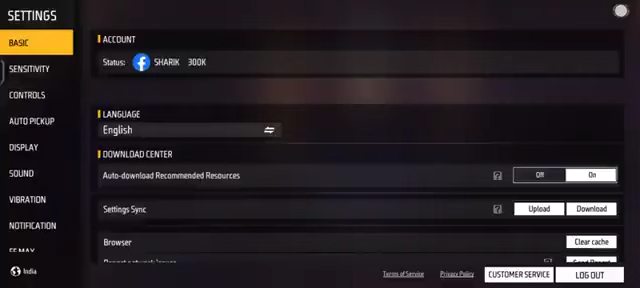 SETTINGS
BASIC
SENSITIVITY
CONTROLS
AUTO PICKUP
DISPLAY
SOUND
VIBRATION
NOTIFICATION
FF MAX
India
ACCOUNT
Status: SHARIK 300K
LANGUAGE
English
DOWNLOAD CENTER
Auto-download Recommended Resources Off On
Settings Sync Upload Download
Browser Clear cache
Terms of Service Privacy Policy CUSTOMER SERVICE LOG OUT